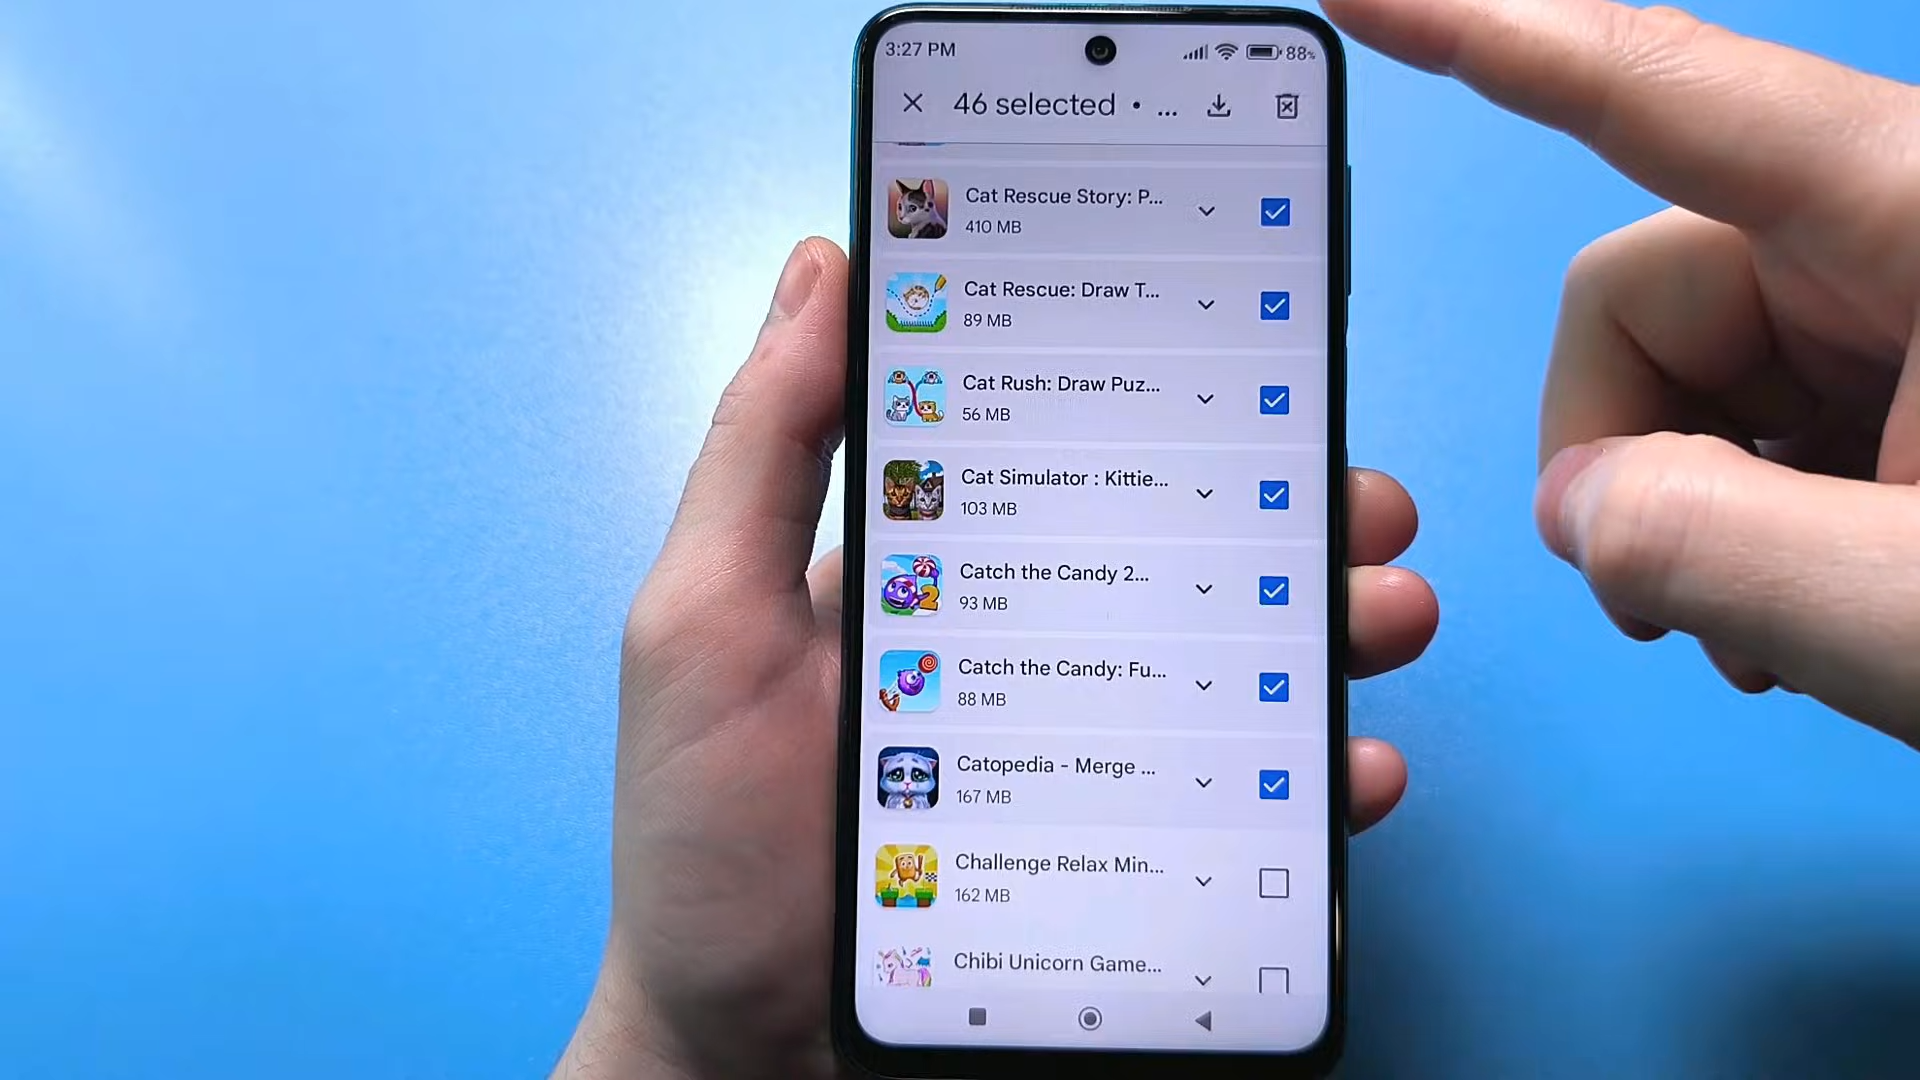 3:27 PM
88%
46 selected • ...
Cat Rescue Story: P...
410 MB
Cat Rescue: Draw T...
89 MB
Cat Rush: Draw Puz...
56 MB
Cat Simulator : Kittie...
103 MB
Catch the Candy 2...
93 MB
2
Catch the Candy: Fu...
88 MB
Catopedia - Merge ...
167 MB
Challenge Relax Min...
162 MB
Chibi Unicorn Game...